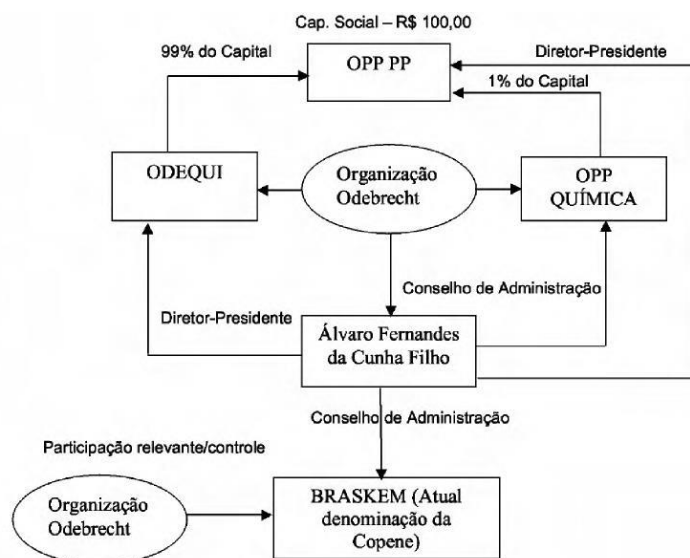 Cap. Social – R$ 100,00
99% do Capital
OPP PP
Diretor-Presidente
1% do Capital
ODEQUI
Organização
Odebrecht
OPP
QUÍMICA
Conselho de Administração
Diretor-Presidente
Álvaro Fernandes
da Cunha Filho
Conselho de Administração
Participação relevante/controle
Organização
Odebrecht
BRASKEM (Atual
denominação da
Copene)